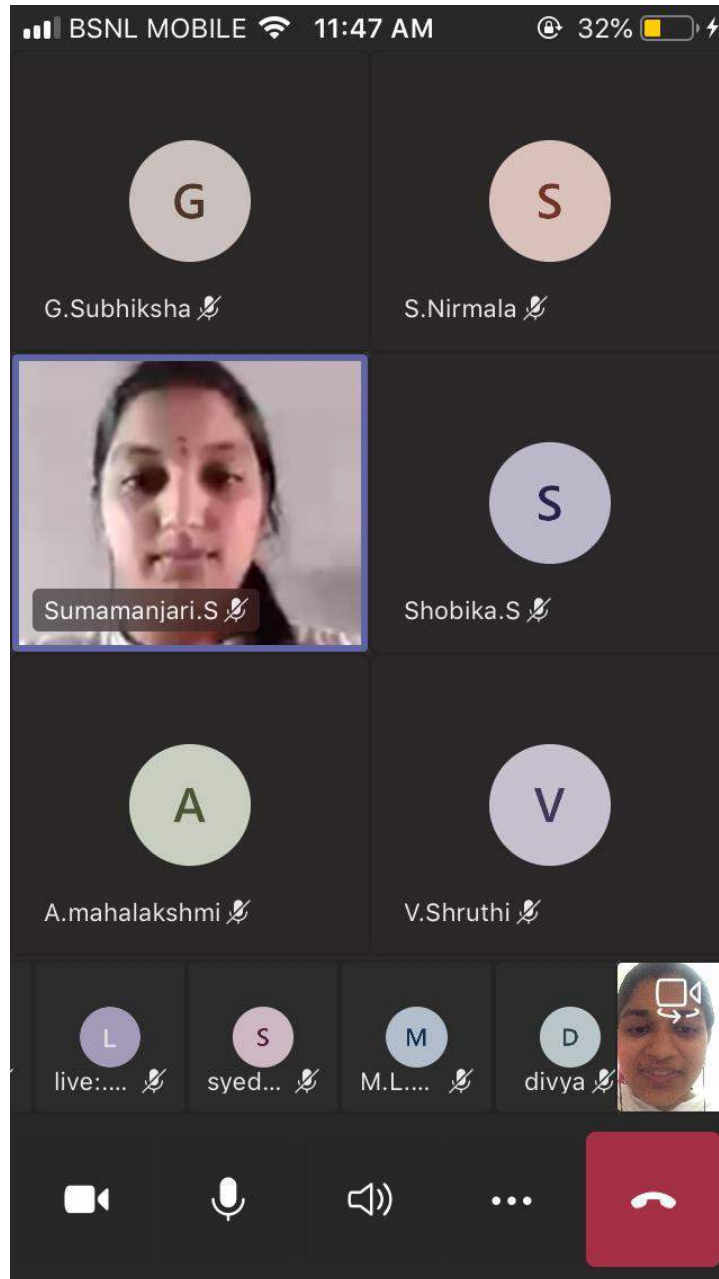 BSNL MOBILE 11:47 AM 32%
G S
G.Subhiksha S.Nirmala
S
Sumamanjari.S Shobika.S
A V
A.mahalakshmi V.Shruthi
L S M D
live:.... syed... M.L.... divya